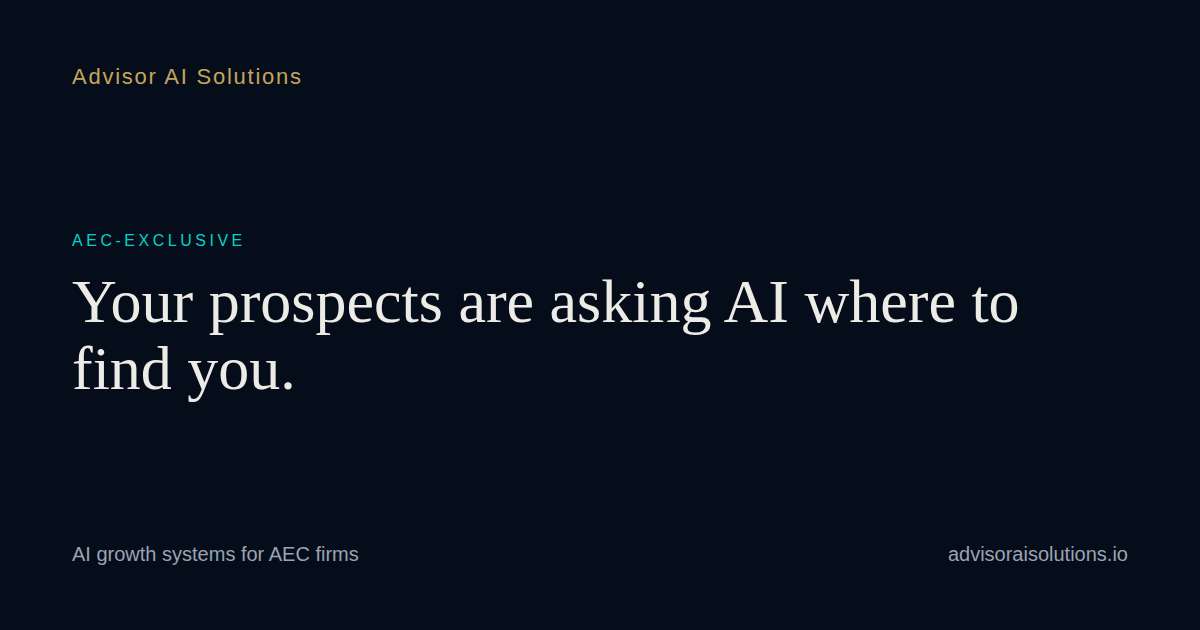 Advisor AI Solutions
AEC-EXCLUSIVE
Your prospects are asking AI where to
find you.
AI growth systems for AEC firms
advisoraisolutions.io